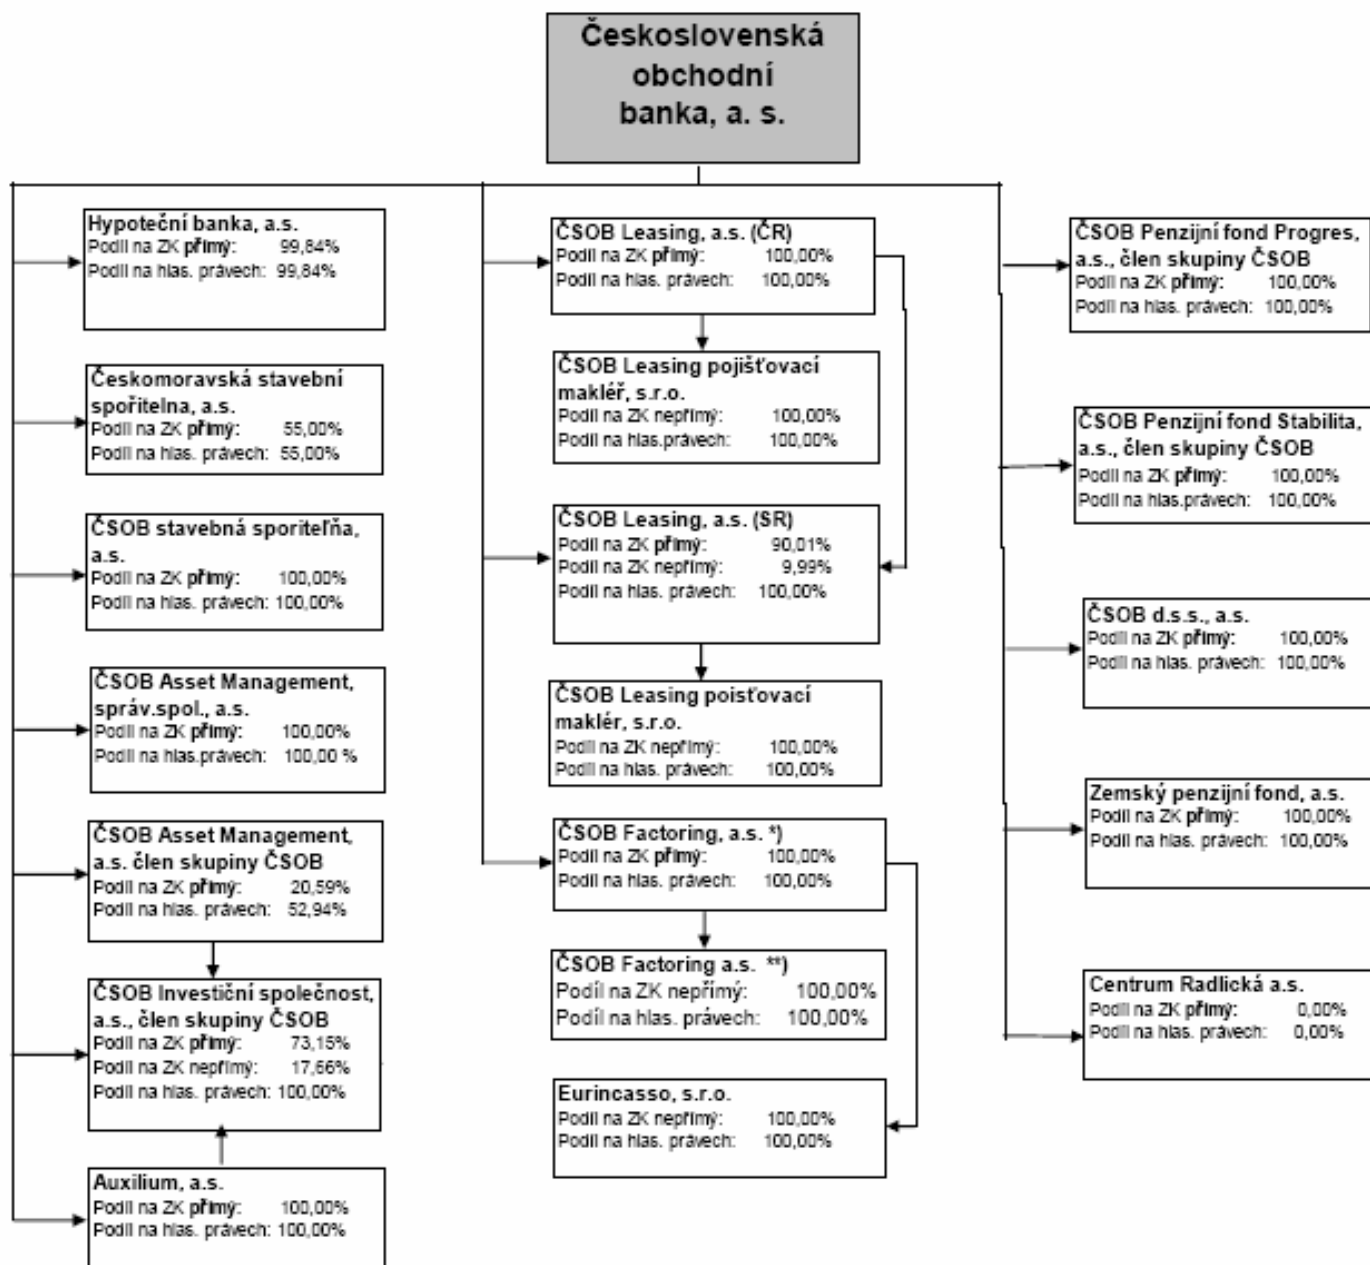 Československá
obchodní
banka, a. s.
Hypoteční banka, a.s.
Podíl na ZK přímý: 99,84%
Podíl na hlas. právech: 99,84%
Českomoravská stavební
spořitelna, a.s.
Podíl na ZK přímý: 55,00%
Podíl na hlas. právech: 55,00%
ČSOB stavebná sporiteľňa,
a.s.
Podíl na ZK přímý: 100,00%
Podíl na hlas. právech: 100,00%
ČSOB Asset Management,
správ.spol., a.s.
Podíl na ZK přímý: 100,00%
Podíl na hlas.právech: 100,00 %
ČSOB Asset Management,
a.s. člen skupiny ČSOB
Podíl na ZK přímý: 20,59%
Podíl na hlas. právech: 52,94%
ČSOB Investiční společnost,
a.s., člen skupiny ČSOB
Podíl na ZK přímý: 73,15%
Podíl na ZK nepřímý: 17,66%
Podíl na hlas. právech: 100,00%
Auxilium, a.s.
Podíl na ZK přímý: 100,00%
Podíl na hlas. právech: 100,00%
ČSOB Leasing, a.s. (ČR)
Podíl na ZK přímý: 100,00%
Podíl na hlas. právech: 100,00%
ČSOB Leasing pojišťovací
makléř, s.r.o.
Podíl na ZK nepřímý: 100,00%
Podíl na hlas.právech: 100,00%
ČSOB Leasing, a.s. (SR)
Podíl na ZK přímý: 90,01%
Podíl na ZK nepřímý: 9,99%
Podíl na hlas. právech: 100,00%
ČSOB Leasing poisťovací
maklér, s.r.o.
Podíl na ZK nepřímý: 100,00%
Podíl na hlas. právech: 100,00%
ČSOB Factoring, a.s. *)
Podíl na ZK přímý: 100,00%
Podíl na hlas. právech: 100,00%
ČSOB Factoring a.s. **)
Podíl na ZK nepřímý: 100,00%
Podíl na hlas. právech: 100,00%
Eurincasso, s.r.o.
Podíl na ZK nepřímý: 100,00%
Podíl na hlas. právech: 100,00%
ČSOB Penzijní fond Progres,
a.s., člen skupiny ČSOB
Podíl na ZK přímý: 100,00%
Podíl na hlas. právech: 100,00%
ČSOB Penzijní fond Stabilita,
a.s., člen skupiny ČSOB
Podíl na ZK přímý: 100,00%
Podíl na hlas.právech: 100,00%
ČSOB d.s.s., a.s.
Podíl na ZK přímý: 100,00%
Podíl na hlas. právech: 100,00%
Zemský penzijní fond, a.s.
Podíl na ZK přímý: 100,00%
Podíl na hlas. právech: 100,00%
Centrum Radlická a.s.
Podíl na ZK přímý: 0,00%
Podíl na hlas. právech: 0,00%